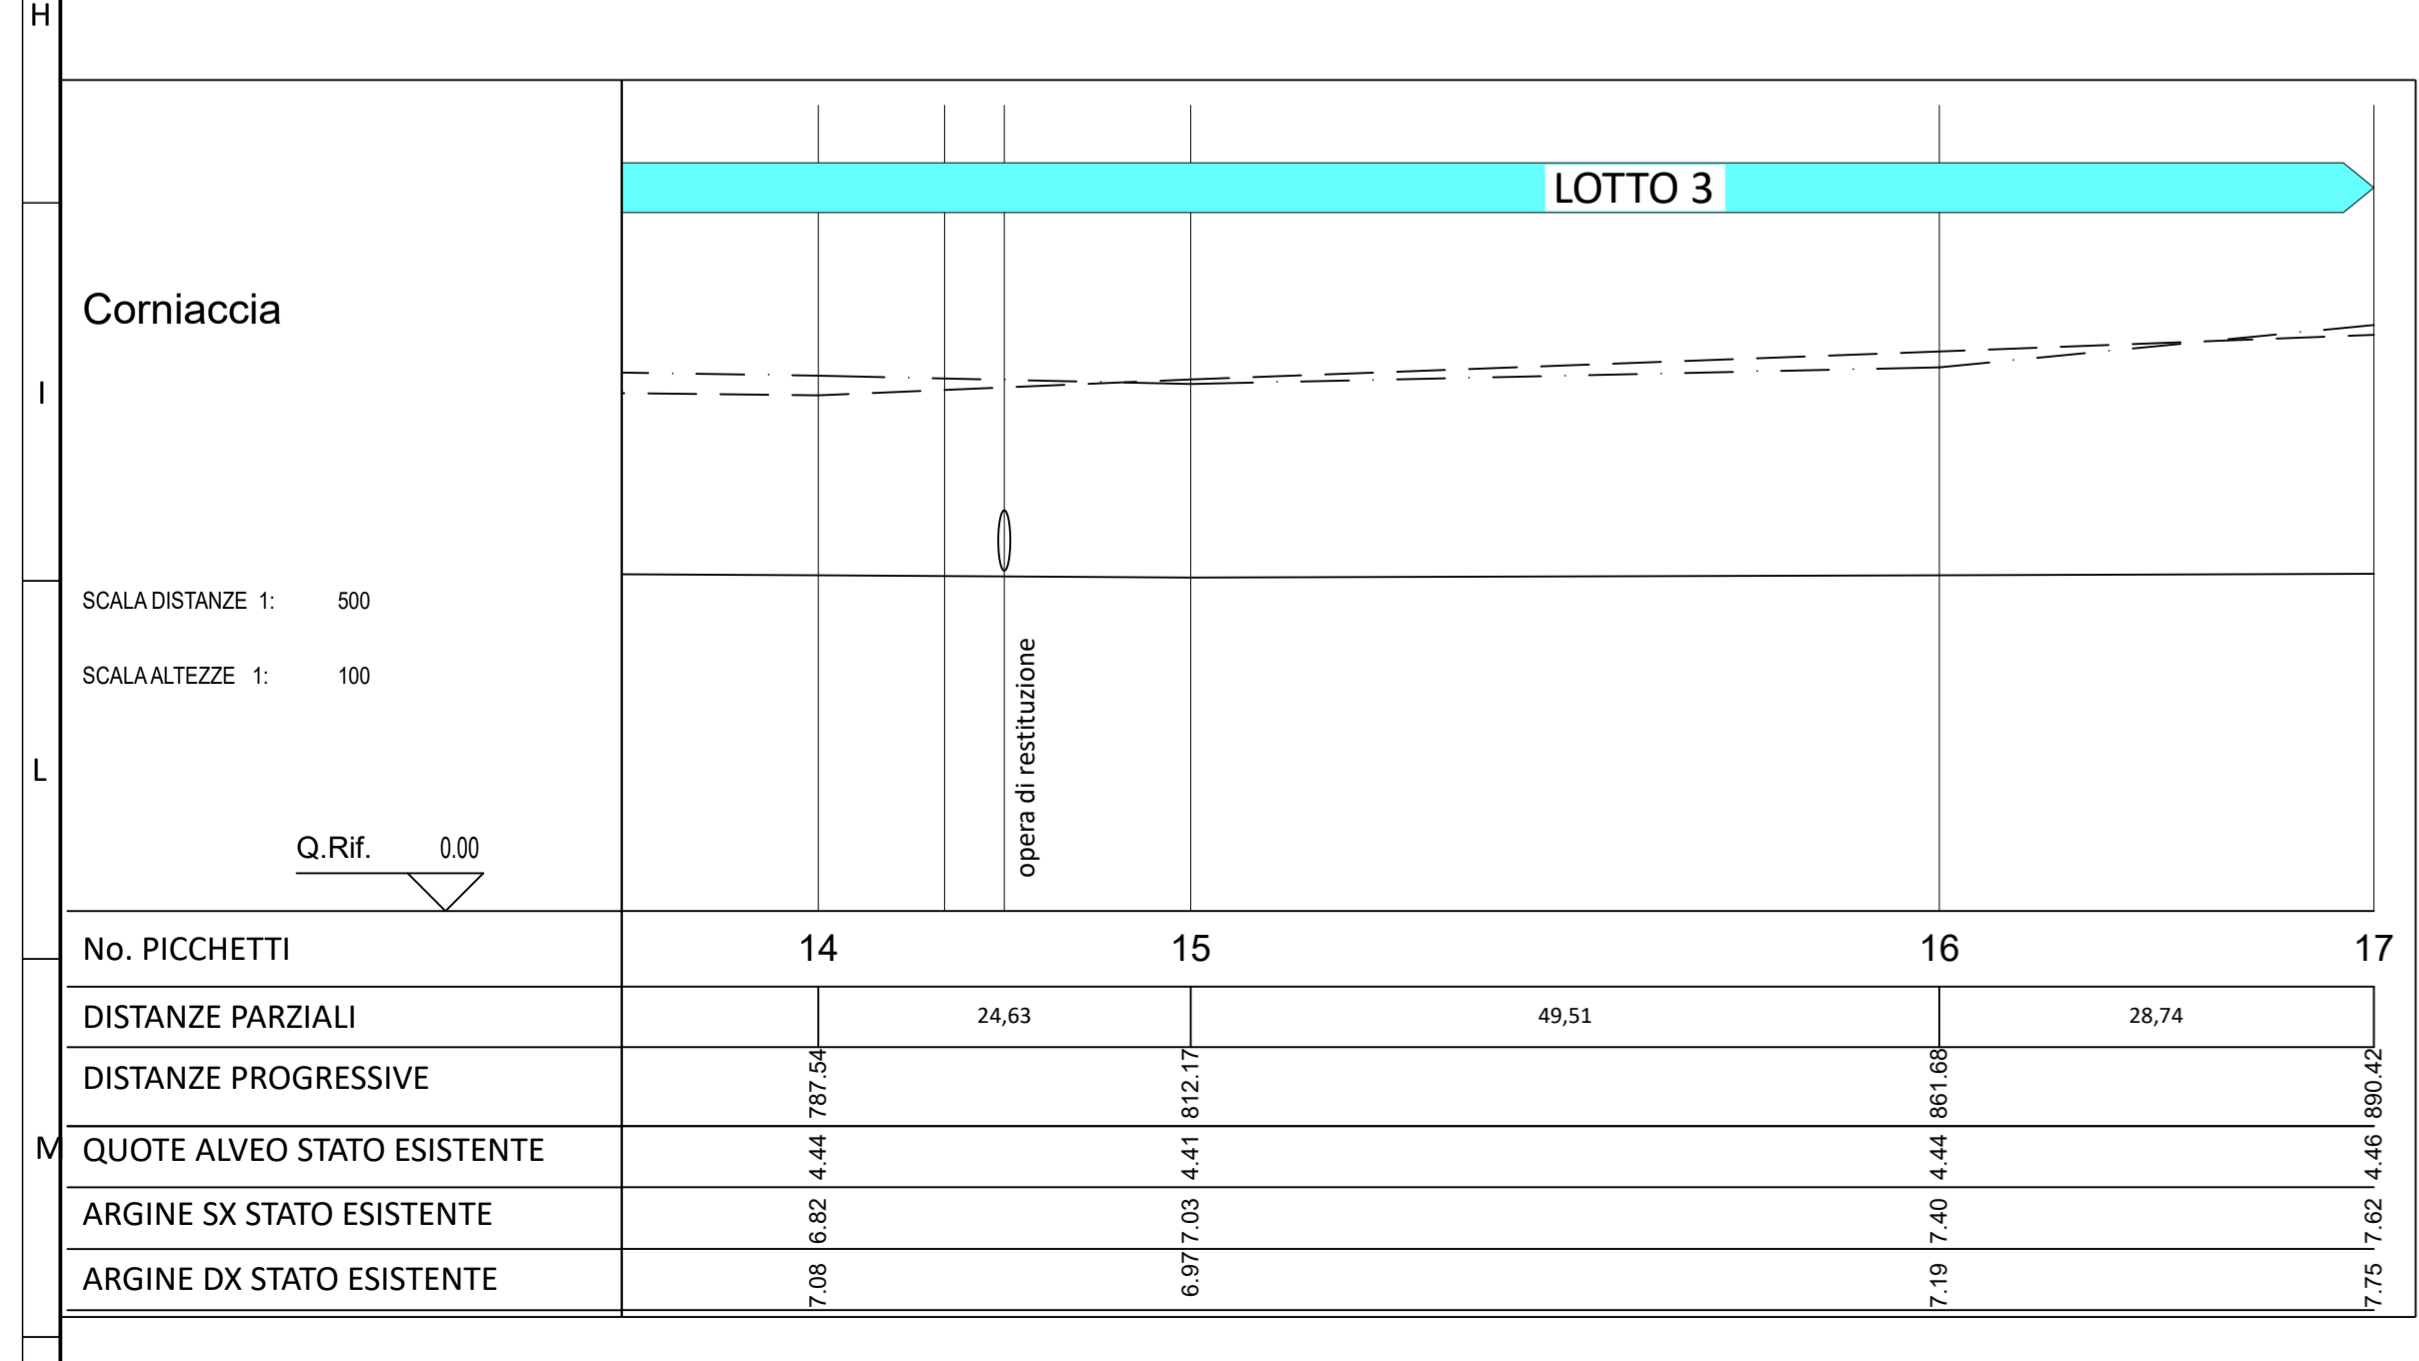 H
LOTTO 3
I
Corniaccia
SCALA DISTANZE 1: 500
SCALA ALTEZZE 1: 100
opera di restituzione
L
Q.Rif. 0.00
No. PICCHETTI 14 15 16 17
DISTANZE PARZIALI 24,63 49,51 28,74
DISTANZE PROGRESSIVE 787.54 812.17 861.68 890.42
M
QUOTE ALVEO STATO ESISTENTE 4.44 4.41 4.44 4.46
ARGINE SX STATO ESISTENTE 6.82 7.03 7.40 7.62
ARGINE DX STATO ESISTENTE 7.08 6.97 7.19 7.75